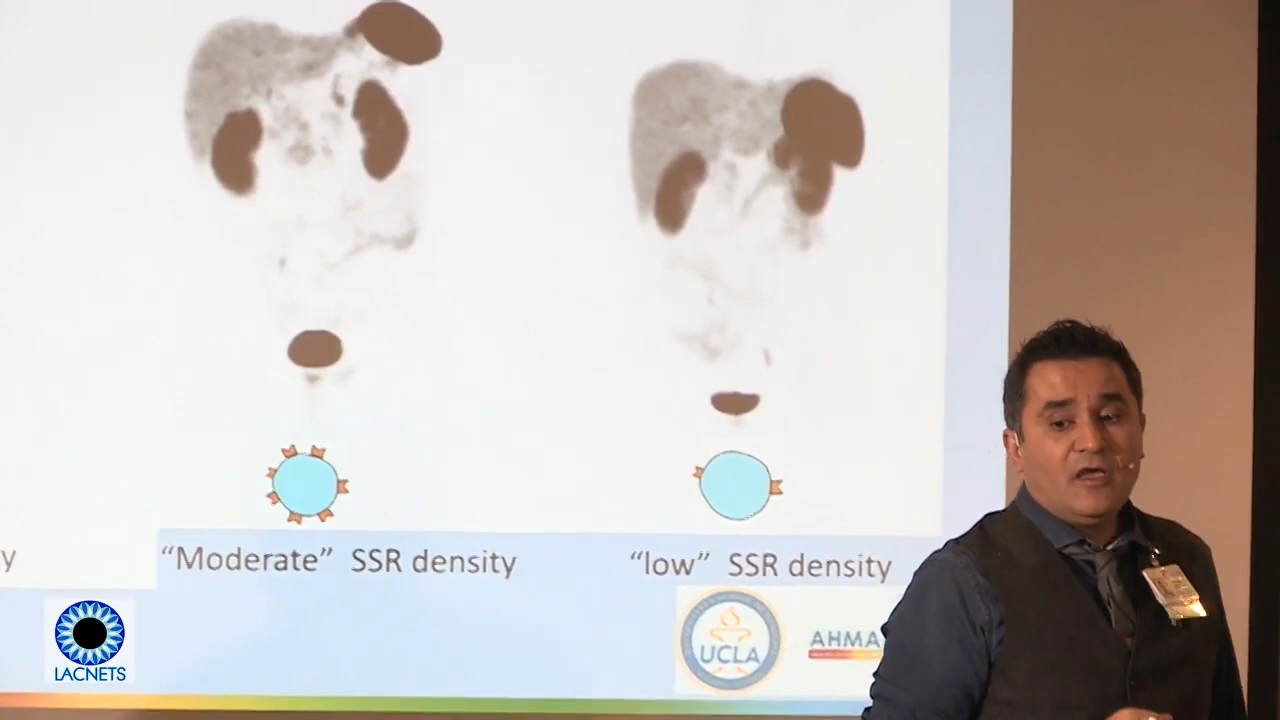 y
“Moderate” SSR density
“low” SSR density
LACNETS
UCLA
AHMA